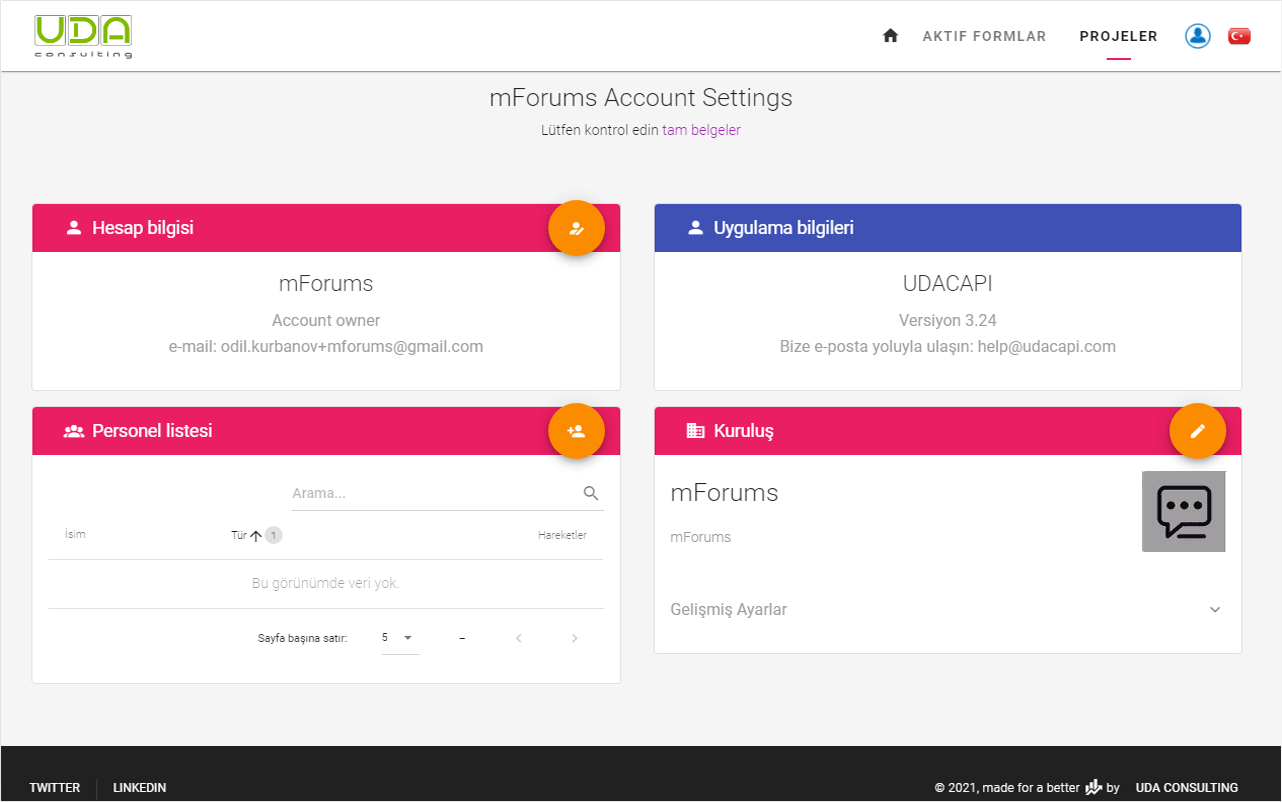 UDA
consulting
AKTIF FORMLAR
PROJELER
mForums Account Settings
Lütfen kontrol edin tam belgeler
Hesap bilgisi
mForums
Account owner
e-mail: odil.kurbanov+mforums@gmail.com
Uygulama bilgileri
UDACAPI
Versiyon 3.24
Bize e-posta yoluyla ulaşın: help@udacapi.com
Personel listesi
Arama...
İsim Tür 1 Hareketler
Bu görünümde veri yok.
Sayfa başına satır: 5 –
Kuruluş
mForums
mForums
Gelişmiş Ayarlar
TWITTER LINKEDIN
© 2021, made for a better by UDA CONSULTING